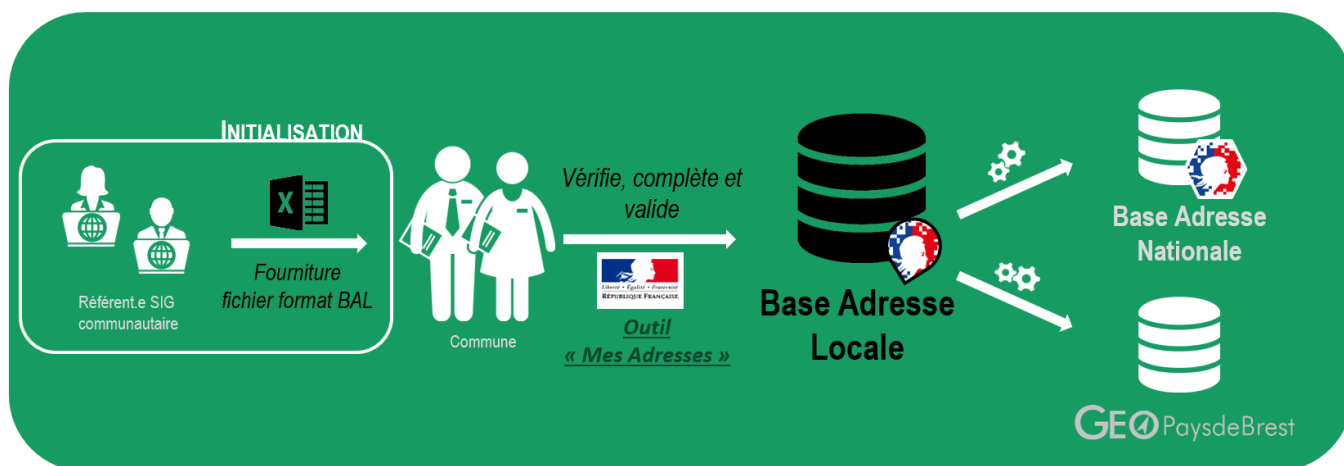 INITIALISATION
Référent.e SIG
communautaire
X
Fourniture
fichier format BAL
Commune
Vérifie, complète et
valide
Liberté • Égalité • Fraternité
RÉPUBLIQUE FRANÇAISE
Outil
« Mes Adresses »
Base Adresse
Locale
Base Adresse
Nationale
GEO PaysdeBrest